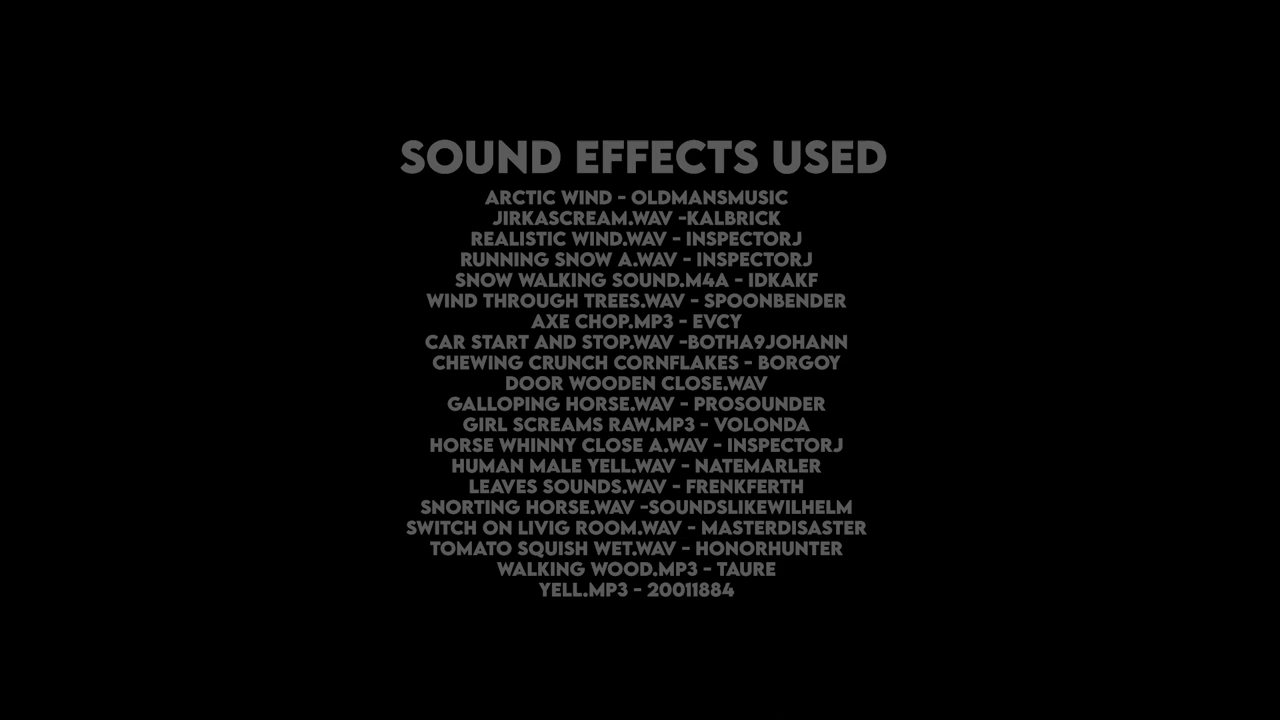 SOUND EFFECTS USED
ARCTIC WIND - OLDMANSMUSIC
JIRKASCREAM.WAV -KALBRICK
REALISTIC WIND.WAV - INSPECTORJ
RUNNING SNOW A.WAV - INSPECTORJ
SNOW WALKING SOUND.M4A - IDKAKF
WIND THROUGH TREES.WAV - SPOONBENDER
AXE CHOP.MP3 - EVCY
CAR START AND STOP.WAV -BOTHA9JOHANN
CHEWING CRUNCH CORNFLAKES - BORGOY
DOOR WOODEN CLOSE.WAV
GALLOPING HORSE.WAV - PROSOUNDER
GIRL SCREAMS RAW.MP3 - VOLONDA
HORSE WHINNY CLOSE A.WAV - INSPECTORJ
HUMAN MALE YELL.WAV - NATEMARLER
LEAVES SOUNDS.WAV - FRENKFERTH
SNORTING HORSE.WAV -SOUNDSLIKEWILHELM
SWITCH ON LIVIG ROOM.WAV - MASTERDISASTER
TOMATO SQUISH WET.WAV - HONORHUNTER
WALKING WOOD.MP3 - TAURE
YELL.MP3 - 20011884